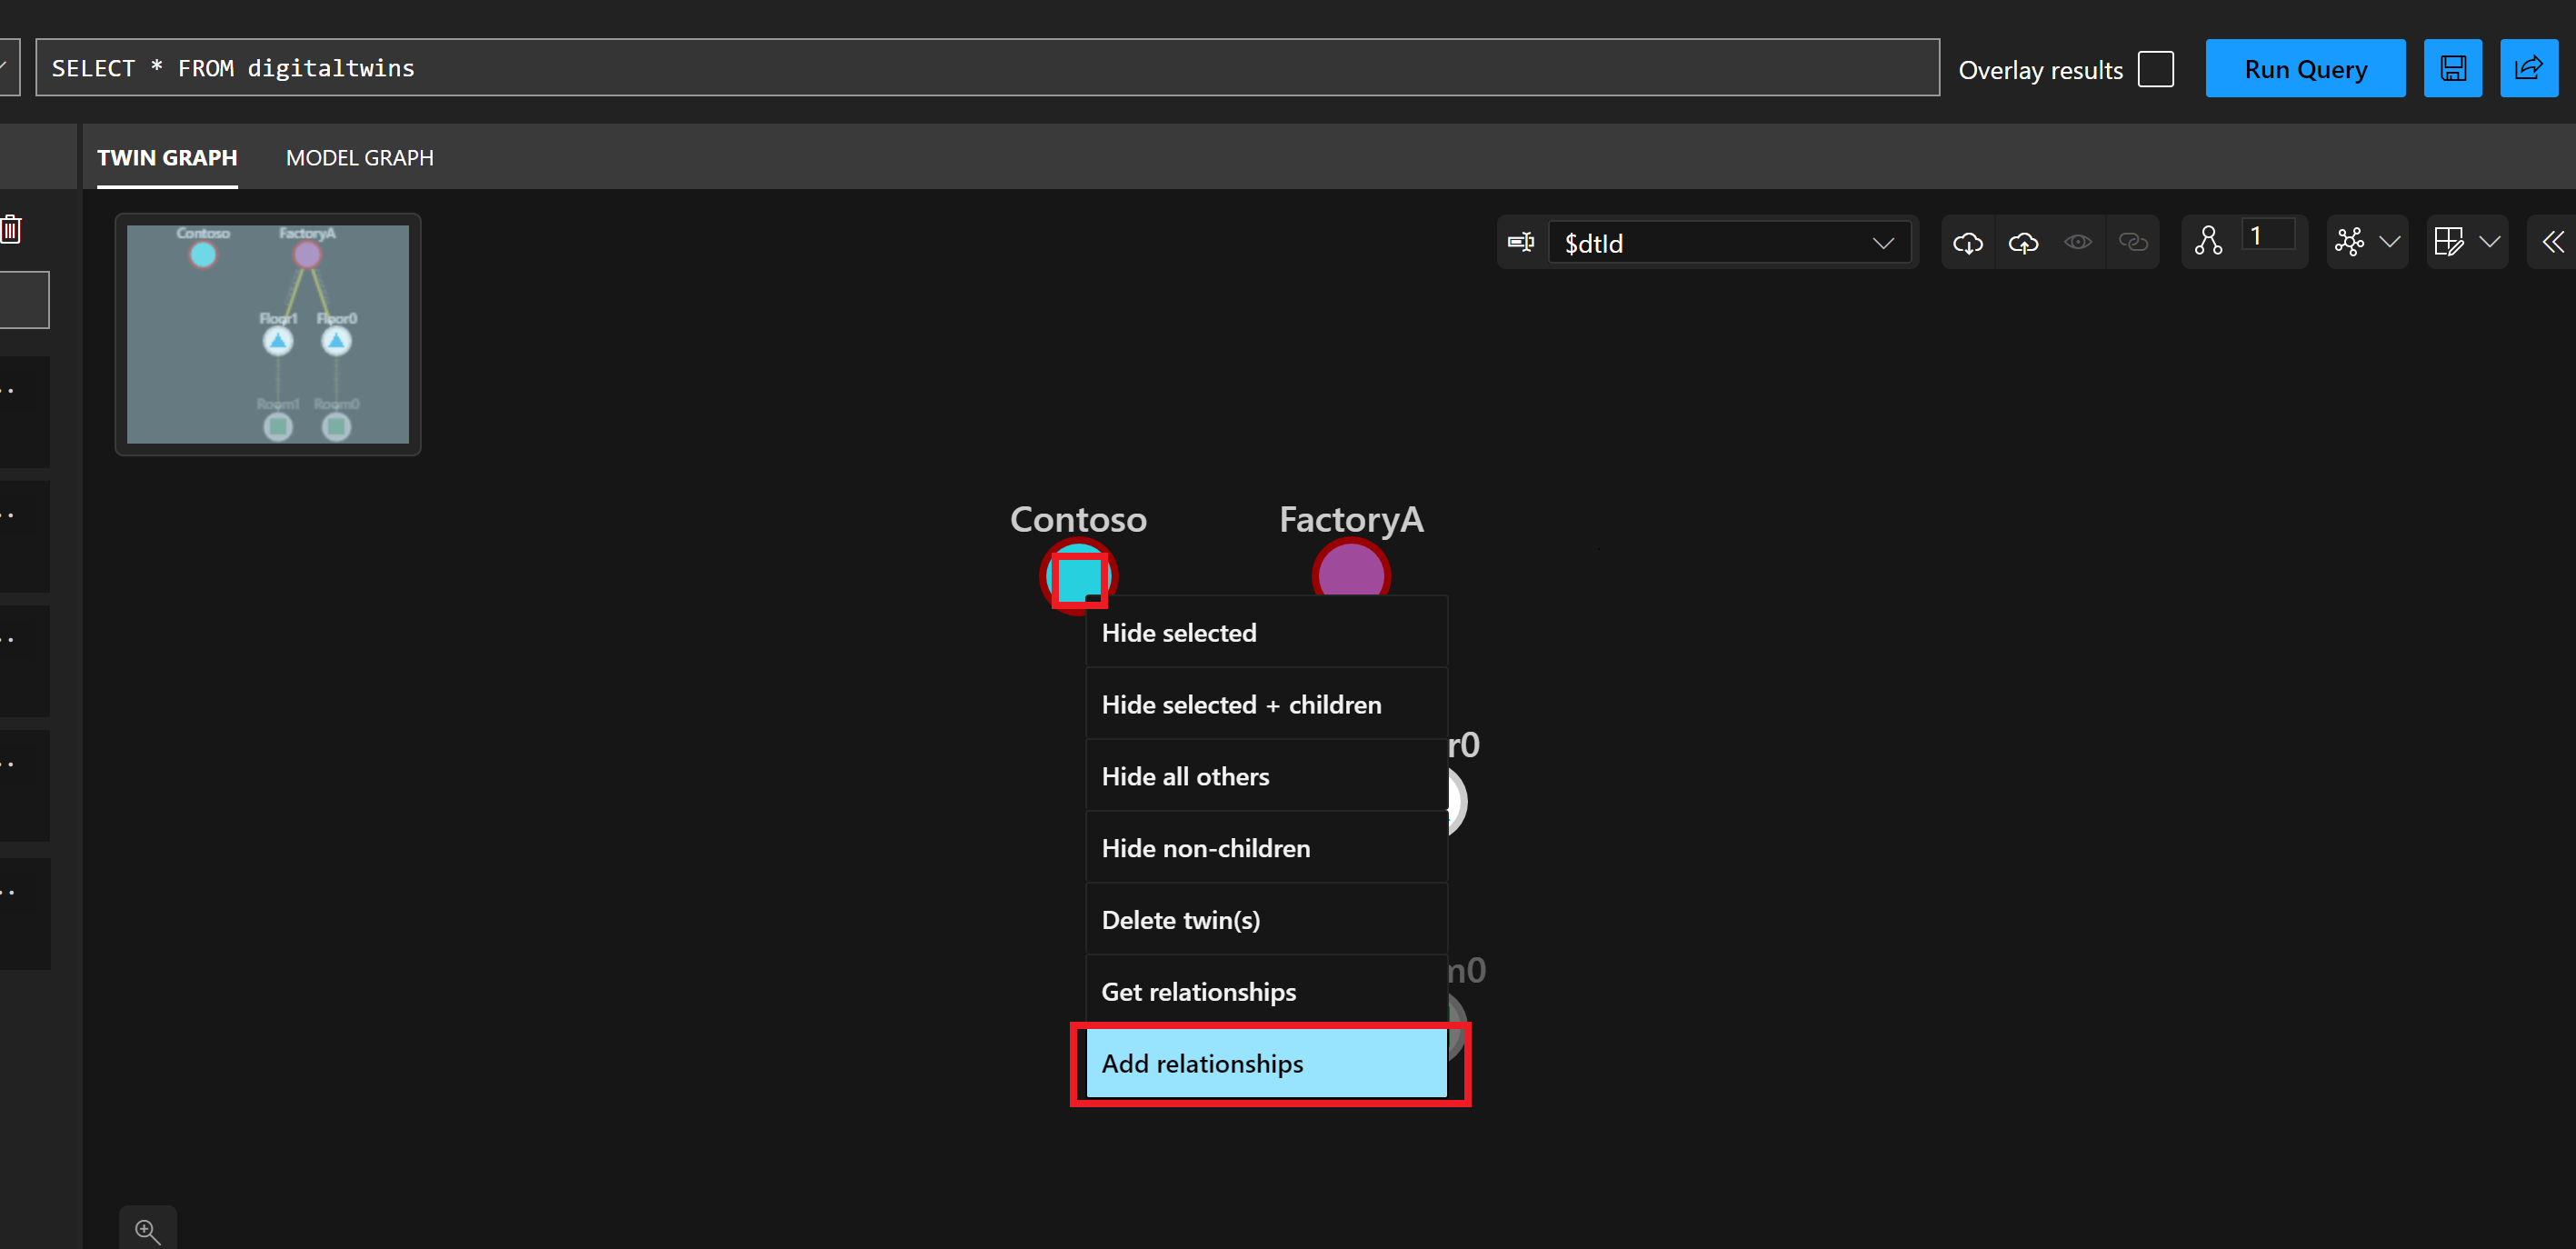 SELECT * FROM digitaltwins
Overlay results
Run Query
TWIN GRAPH
MODEL GRAPH
Contoso
FactoryA
Floor1
Floor0
Room1
Room0
$dtId
1
Contoso
FactoryA
Hide selected
Hide selected + children
r0
Hide all others
Hide non-children
Delete twin(s)
m0
Get relationships
Add relationships